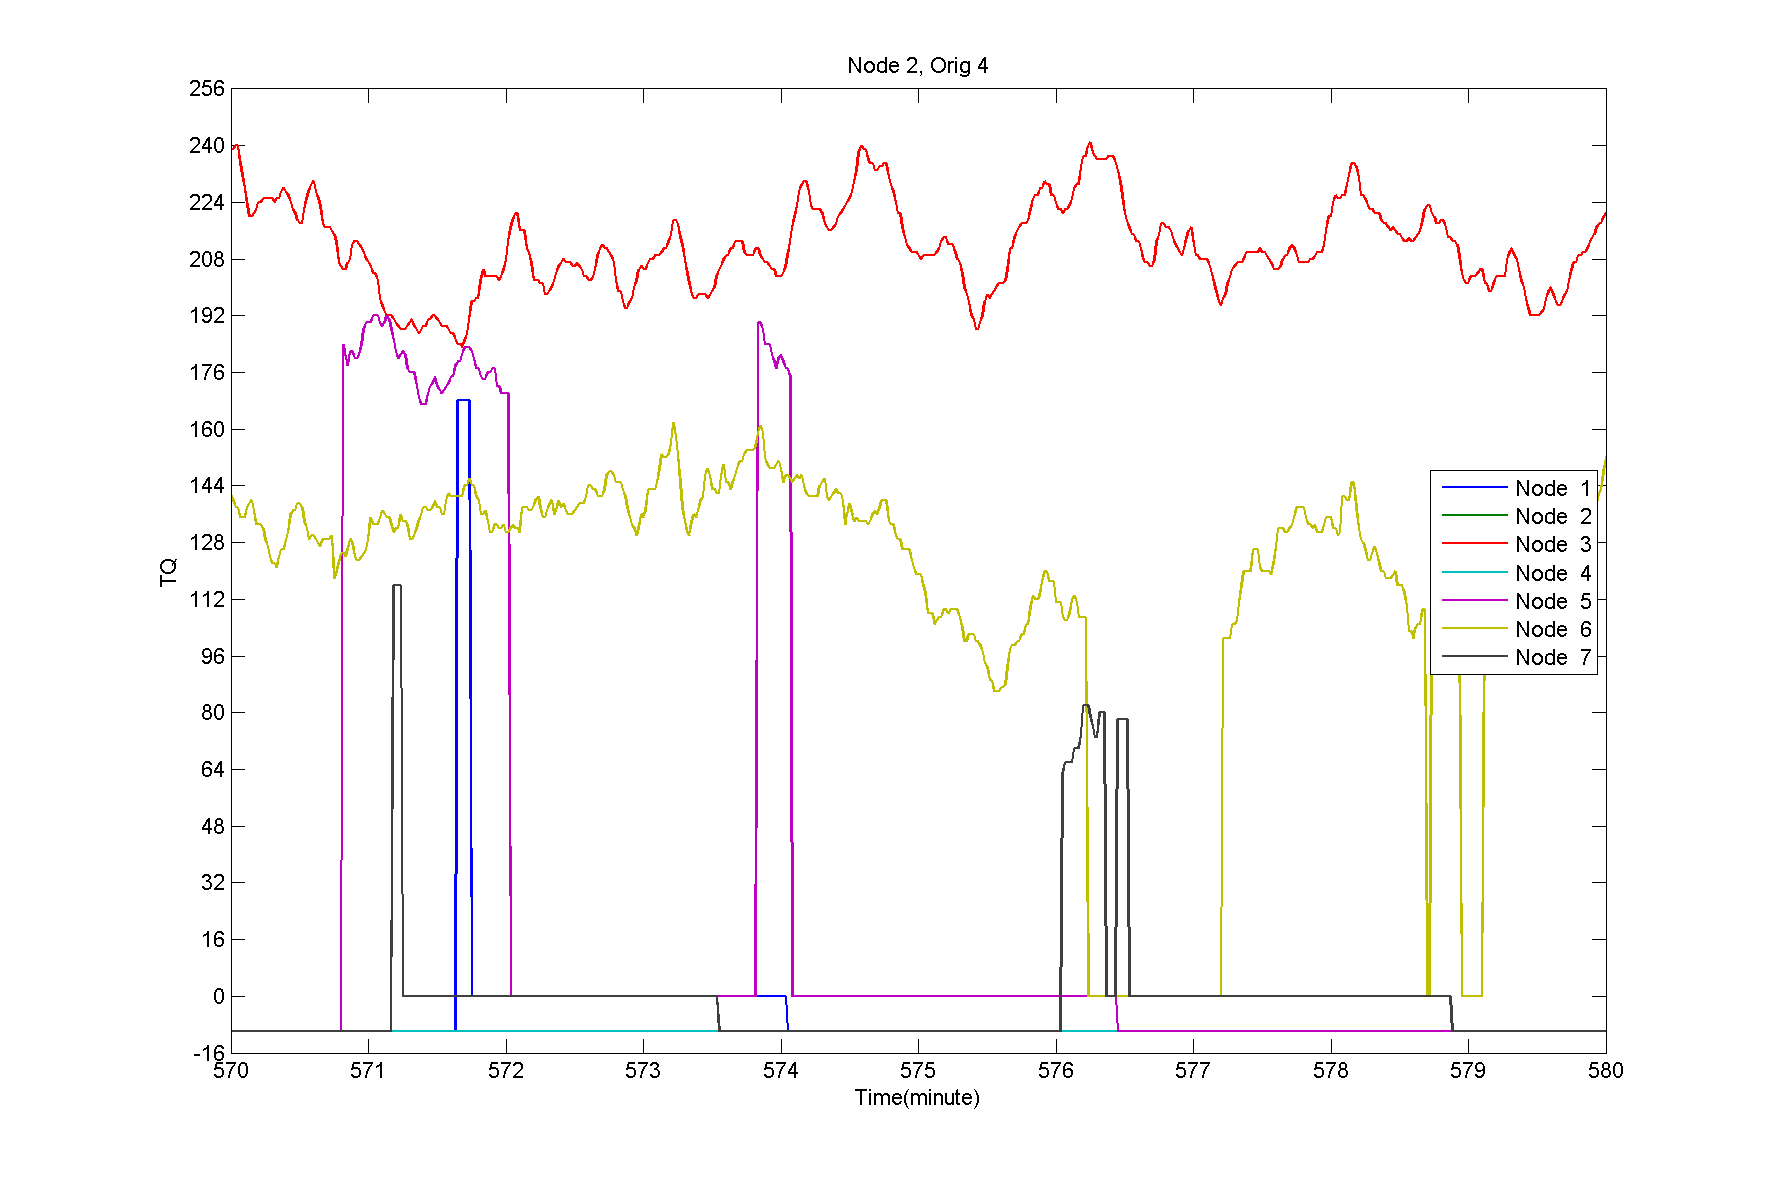 Node 2, Orig 4
256
240
224
208
192
176
160
144
128
112
96
80
64
48
32
16
0
-16
TQ
570 571 572 573 574 575 576 577 578 579 580
Time(minute)
Node 1
Node 2
Node 3
Node 4
Node 5
Node 6
Node 7